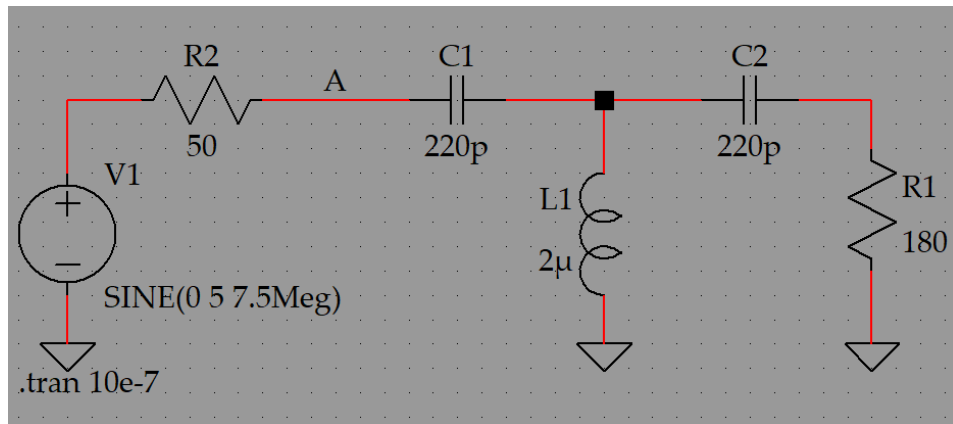 R2
A
C1
C2
50
220p
220p
V1
L1
R1
2µ
180
SINE(0 5 7.5Meg)
.tran 10e-7